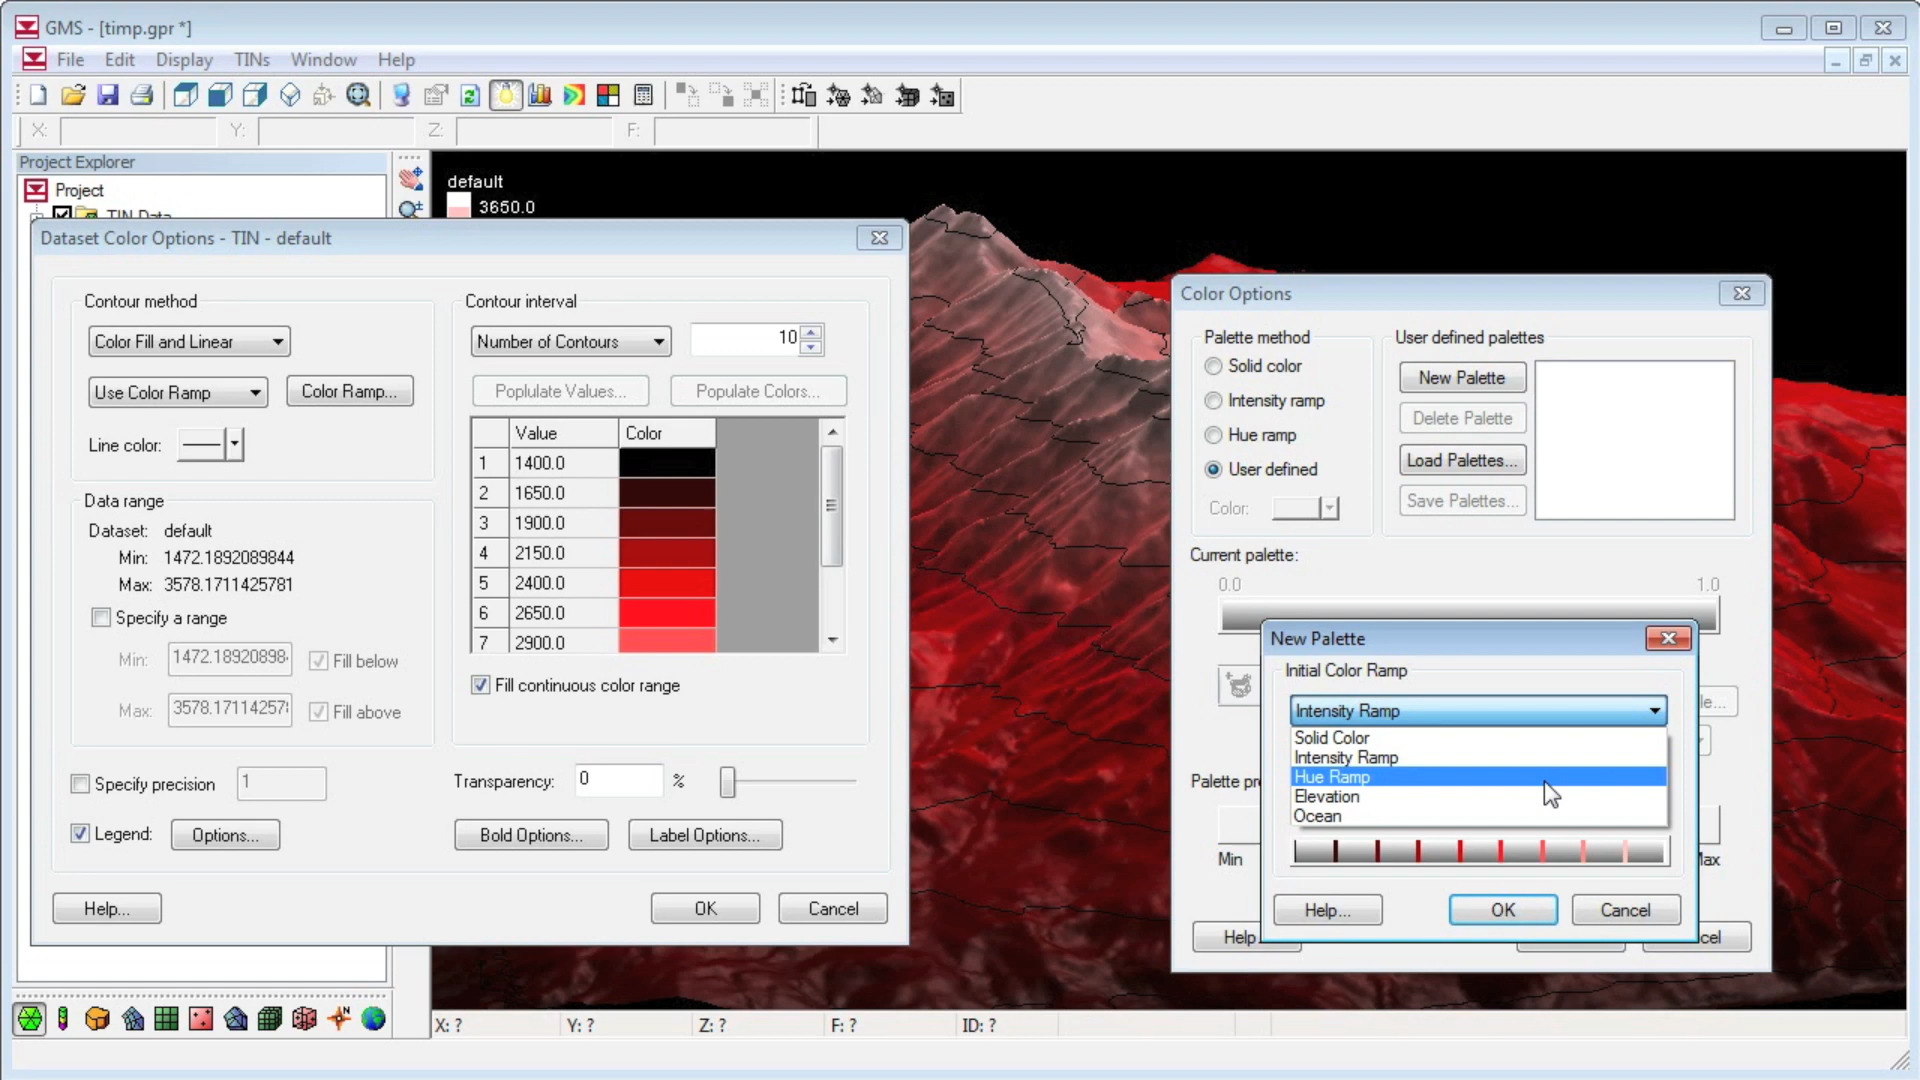 GMS - [timp.gpr *]
File Edit Display TINs Window Help
X: Y: Z: F:
Project Explorer
Project
TIN Data
default
3650.0
Dataset Color Options - TIN - default
Contour method
Color Fill and Linear
Use Color Ramp
Color Ramp...
Line color:
Data range
Dataset: default
Min: 1472.1892089844
Max: 3578.1711425781
Specify a range
Min: 1472.18920898
Fill below
Max: 3578.17114257
Fill above
Specify precision
1
Legend:
Options...
Help...
Contour interval
Number of Contours
10
Poplulate Values...
Populate Colors...
Value Color
1 1400.0
2 1650.0
3 1900.0
4 2150.0
5 2400.0
6 2650.0
7 2900.0
Fill continuous color range
Transparency: 0 %
Bold Options...
Label Options...
OK
Cancel
Color Options
Palette method
Solid color
Intensity ramp
Hue ramp
User defined
Color:
User defined palettes
New Palette
Delete Palette
Load Palettes...
Save Palettes...
Current palette:
0.0 1.0
le...
Palette pr
Min
ax
Help
cel
New Palette
Initial Color Ramp
Intensity Ramp
Solid Color
Intensity Ramp
Hue Ramp
Elevation
Ocean
Help...
OK
Cancel
X: ? Y: ? Z: ? F: ? ID: ?